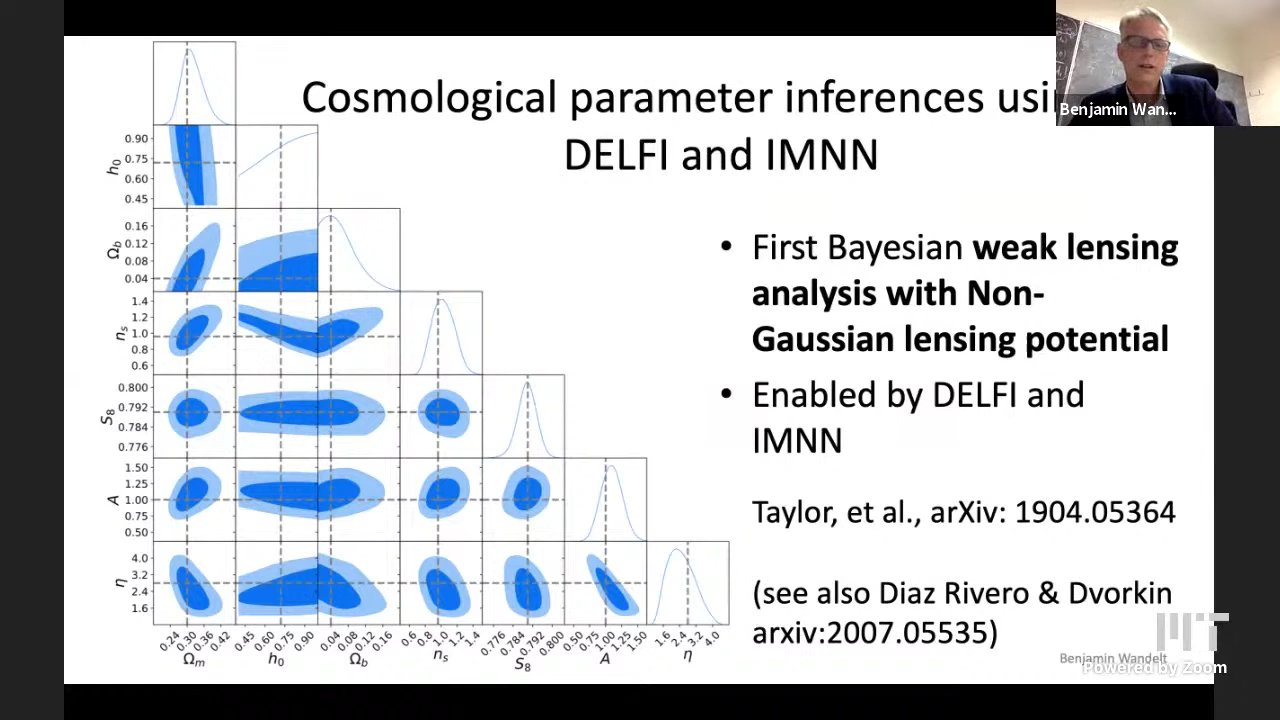 Benjamin Wan...
Cosmological parameter inferences usi
DELFI and IMNN
• First Bayesian weak lensing
analysis with Non-
Gaussian lensing potential
• Enabled by DELFI and
IMNN
Taylor, et al., arXiv: 1904.05364
(see also Diaz Rivero & Dvorkin
arxiv:2007.05535)
MIT
Benjamin Wandelt
Powered by Zoom
h₀
0.90
0.75
0.60
0.45
Ω_b
0.16
0.12
0.08
0.04
n_s
1.4
1.2
1.0
0.8
0.6
S₈
0.800
0.792
0.784
0.776
A
1.50
1.25
1.00
0.75
0.50
η
4.0
3.2
2.4
1.6
0.24 0.30 0.36 0.42 0.45 0.60 0.75 0.90 0.04 0.08 0.12 0.16 0.6 0.8 1.0 1.2 1.4 0.776 0.784 0.792 0.800 0.50 0.75 1.00 1.25 1.50 1.6 2.4 3.2 4.0
Ω_m h₀ Ω_b n_s S₈ A η